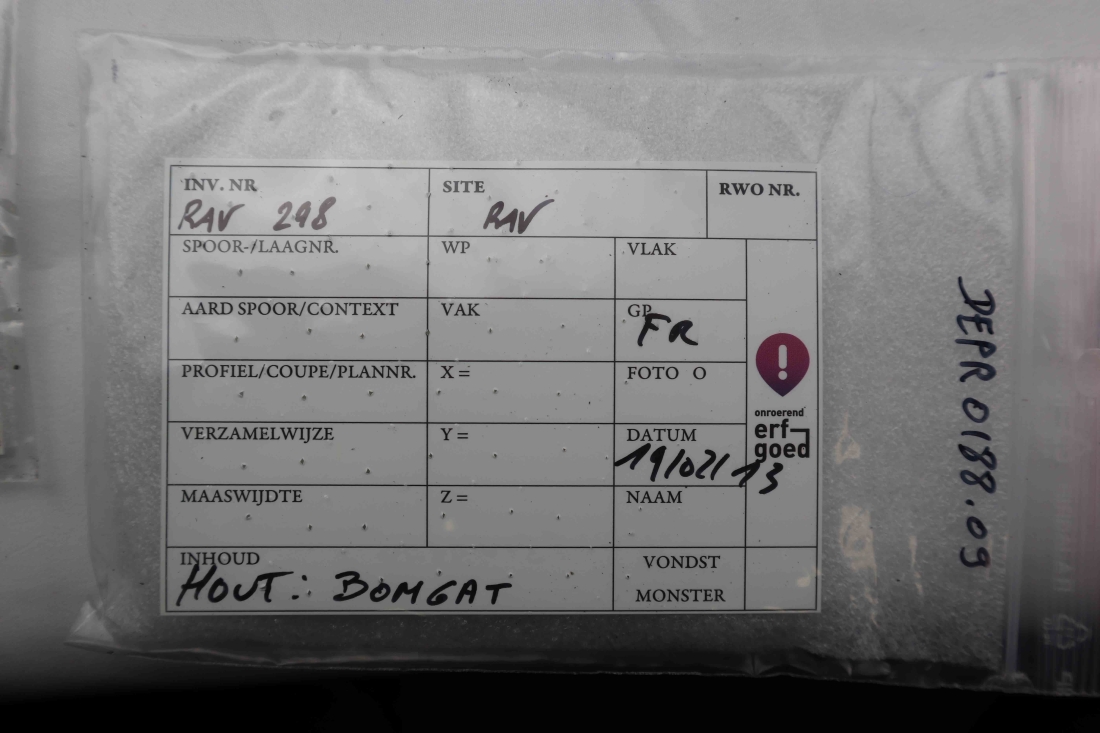 INV. NR
RAV 298
SITE
RAV
RWO NR.
SPOOR-/LAAGNR.
WP
VLAK
AARD SPOOR/CONTEXT
VAK
GP
FR
PROFIEL/COUPE/PLANNR.
X =
FOTO O
VERZAMELWIJZE
Y =
DATUM
19/02/13
MAASWIJDTE
Z =
NAAM
INHOUD
HOUT: BOMGAT
VONDST
MONSTER
onroerend
erf
goed
DEPR 0188.09